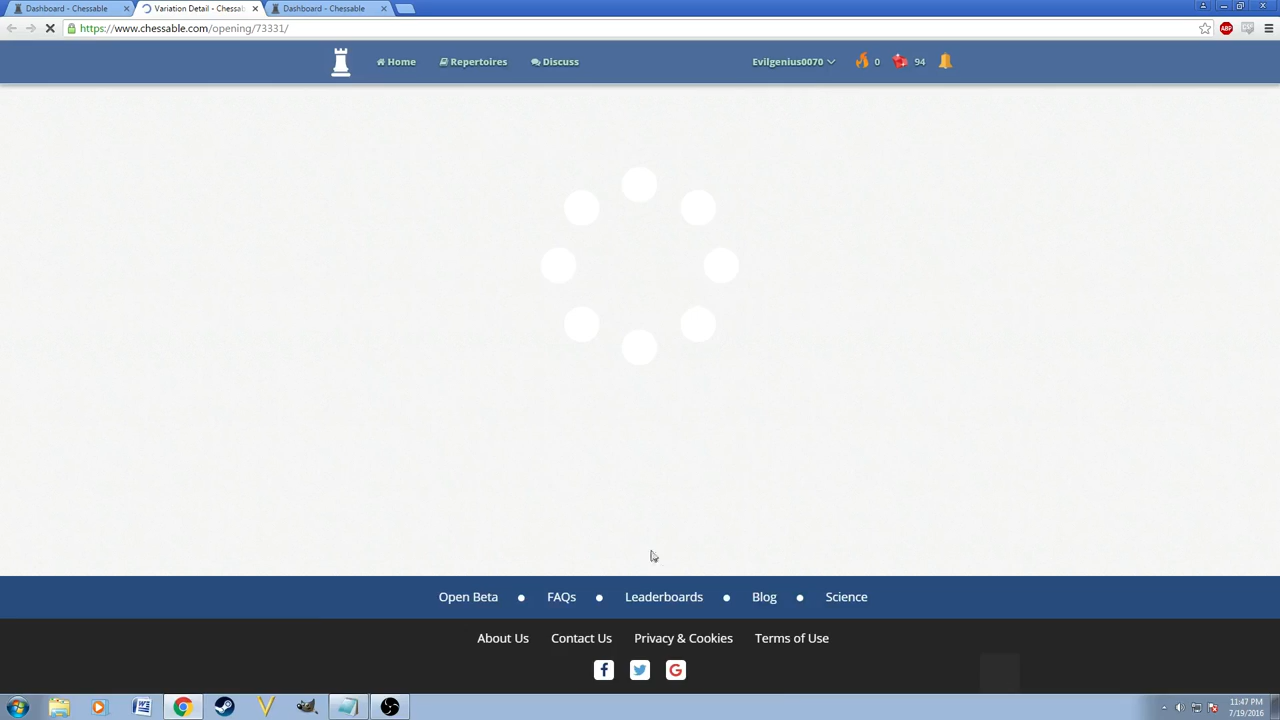 Dashboard - Chessable
Variation Detail - Chessa
Dashboard - Chessable
https://www.chessable.com/opening/73331/
ABP
Home
Repertoires
Discuss
Evilgenius0070
0
94
Open Beta
FAQs
Leaderboards
Blog
Science
About Us
Contact Us
Privacy & Cookies
Terms of Use
11:47 PM
7/19/2016